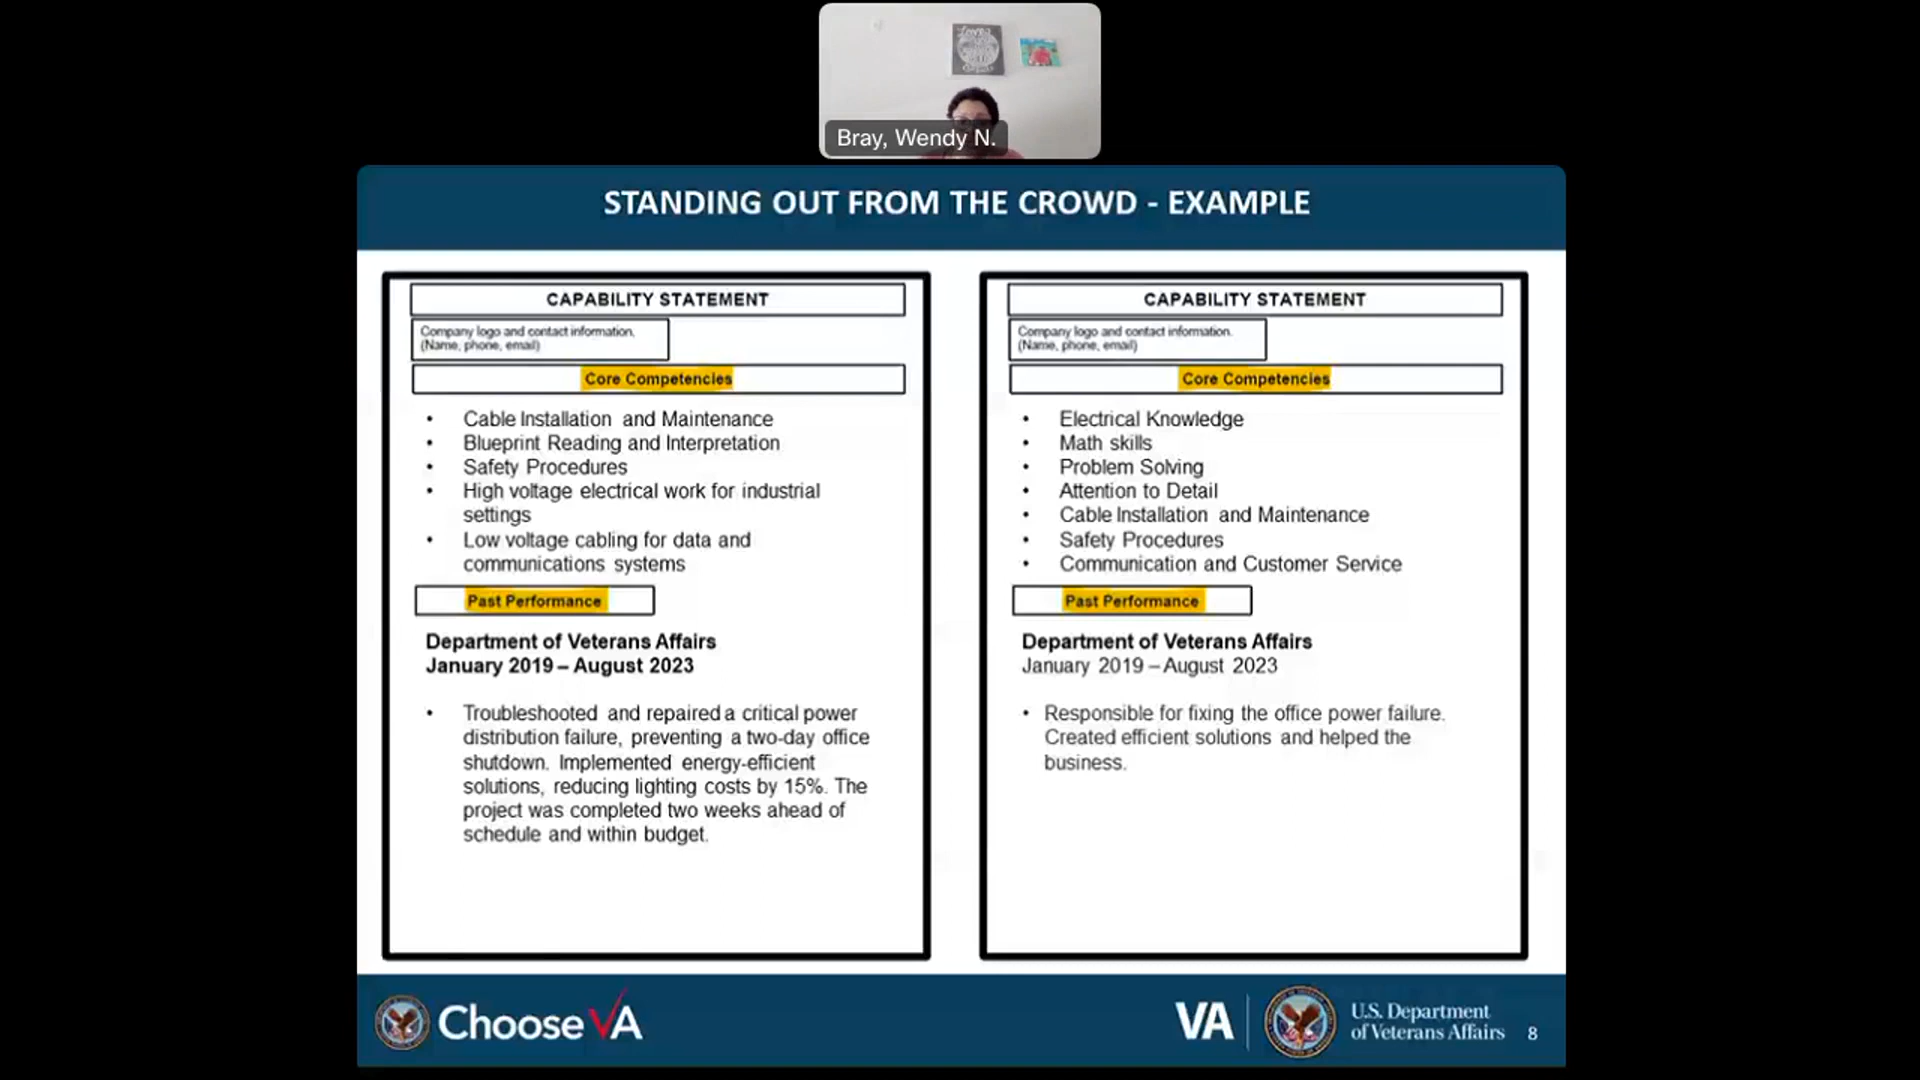 Bray, Wendy N.
STANDING OUT FROM THE CROWD - EXAMPLE
CAPABILITY STATEMENT
Company logo and contact information.
(Name, phone, email)
Core Competencies
• Cable Installation and Maintenance
• Blueprint Reading and Interpretation
• Safety Procedures
• High voltage electrical work for industrial
settings
• Low voltage cabling for data and
communications systems
Past Performance
Department of Veterans Affairs
January 2019 – August 2023
• Troubleshooted and repaired a critical power
distribution failure, preventing a two-day office
shutdown. Implemented energy-efficient
solutions, reducing lighting costs by 15%. The
project was completed two weeks ahead of
schedule and within budget.
CAPABILITY STATEMENT
Company logo and contact information.
(Name, phone, email)
Core Competencies
• Electrical Knowledge
• Math skills
• Problem Solving
• Attention to Detail
• Cable Installation and Maintenance
• Safety Procedures
• Communication and Customer Service
Past Performance
Department of Veterans Affairs
January 2019 – August 2023
• Responsible for fixing the office power failure.
Created efficient solutions and helped the
business.
Choose VA
VA
U.S. Department
of Veterans Affairs
8